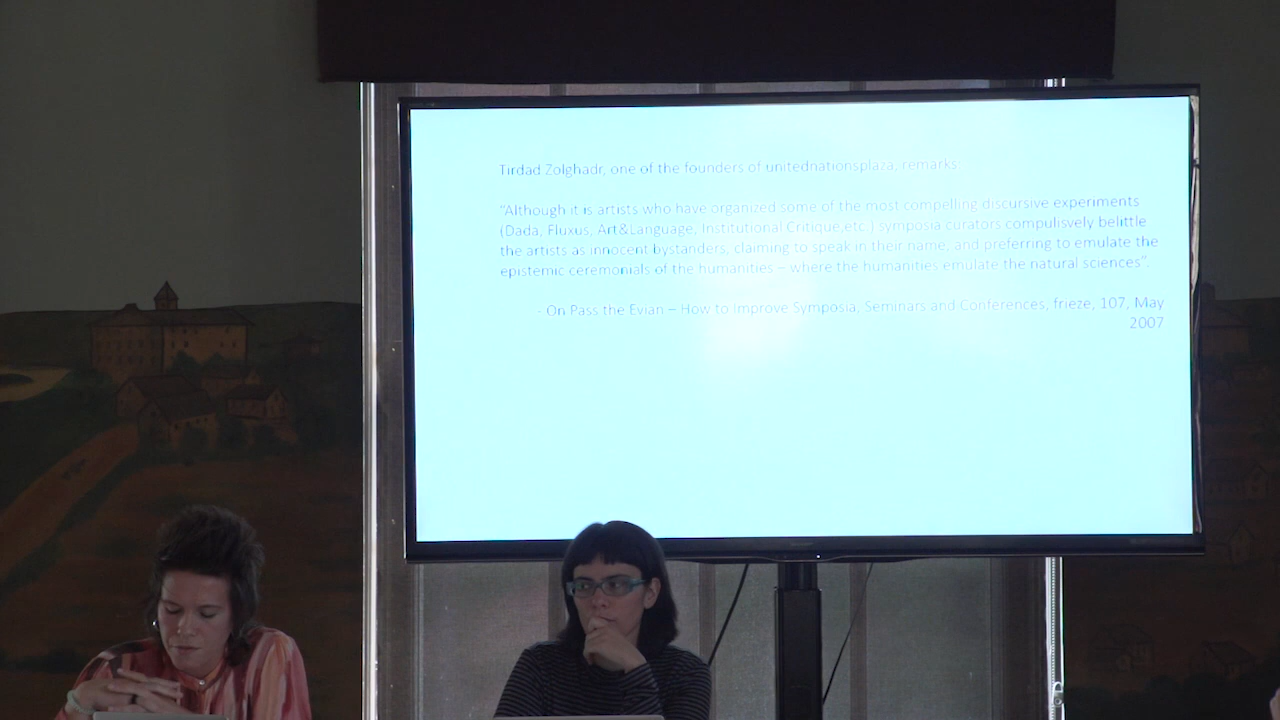 Tirdad Zolghadr, one of the founders of unitednationsplaza, remarks:
“Although it is artists who have organized some of the most compelling discursive experiments
(Dada, Fluxus, Art&Language, Institutional Critique,etc.) symposia curators compulisvely belittle
the artists as innocent bystanders, claiming to speak in their name, and preferring to emulate the
epistemic ceremonials of the humanities – where the humanities emulate the natural sciences”.
- On Pass the Evian – How to Improve Symposia, Seminars and Conferences, frieze, 107, May
2007